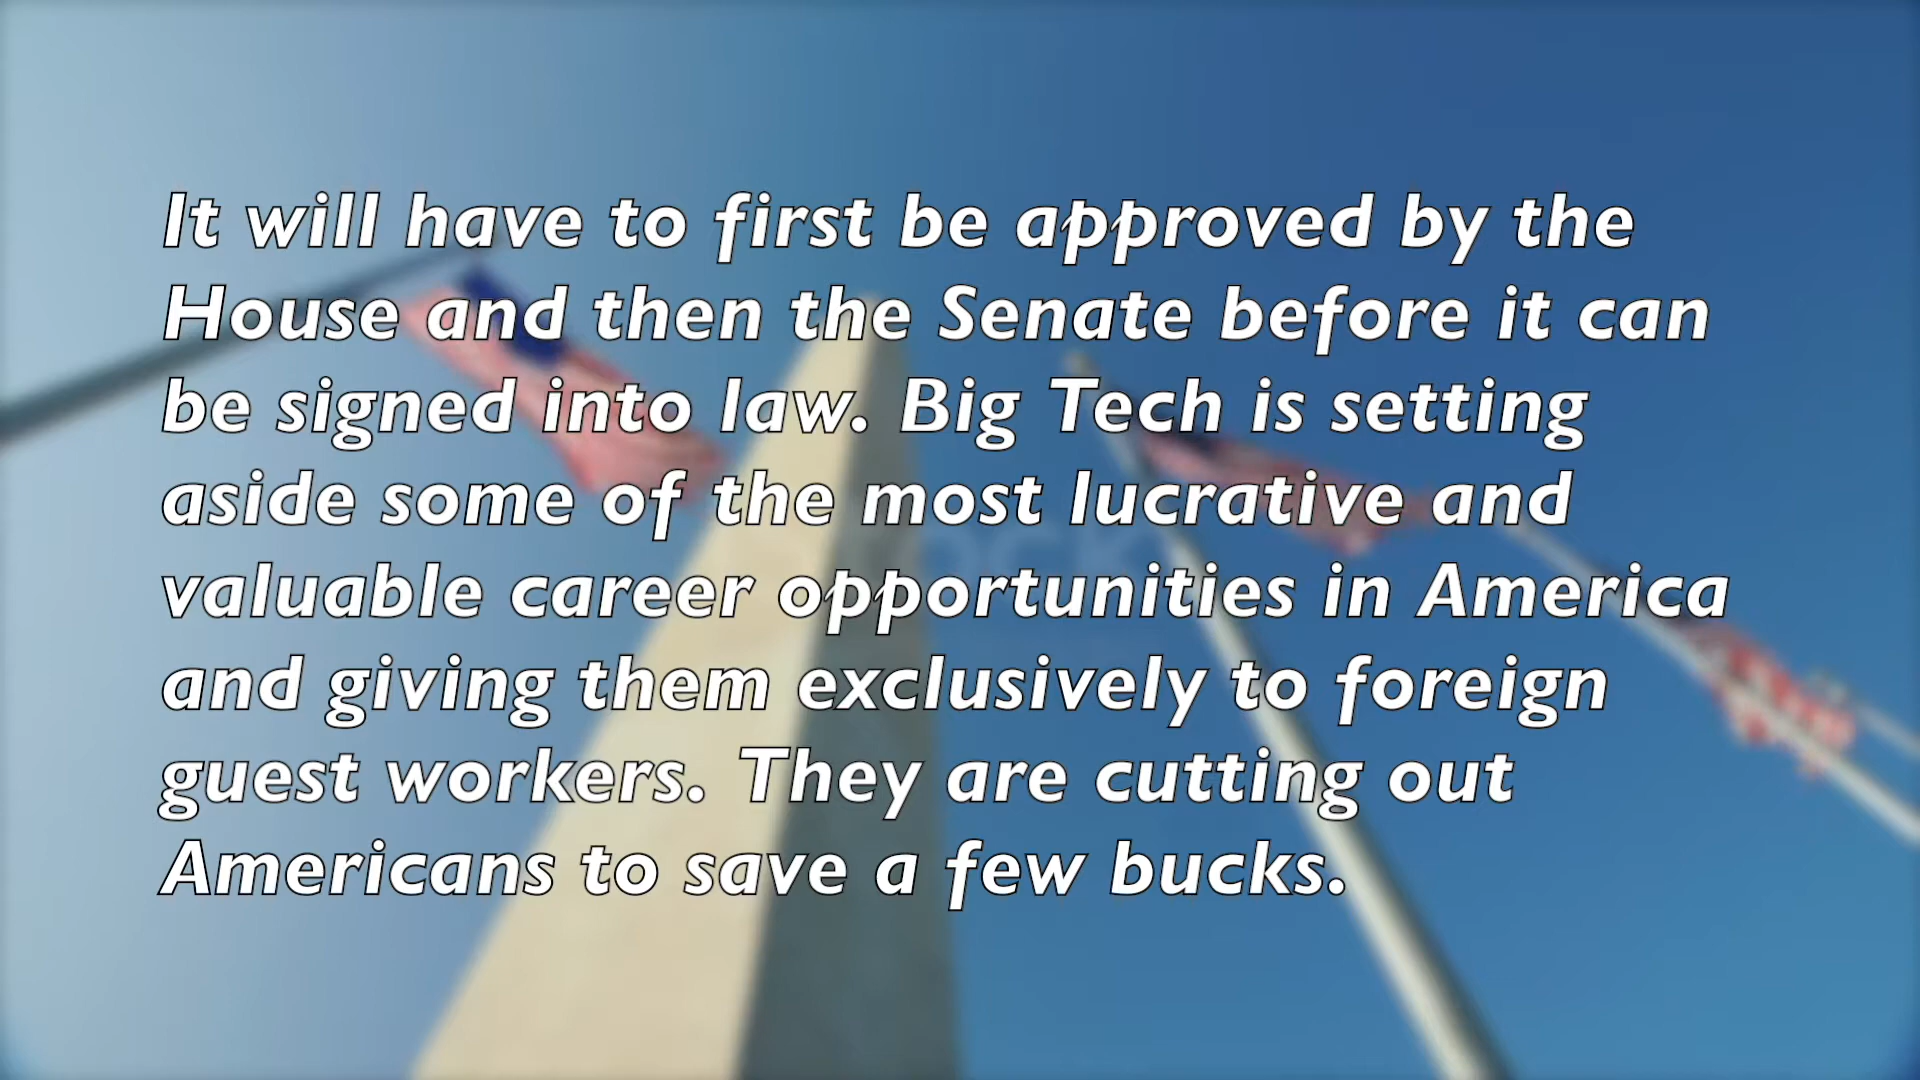 It will have to first be approved by the
House and then the Senate before it can
be signed into law. Big Tech is setting
aside some of the most lucrative and
valuable career opportunities in America
and giving them exclusively to foreign
guest workers. They are cutting out
Americans to save a few bucks.